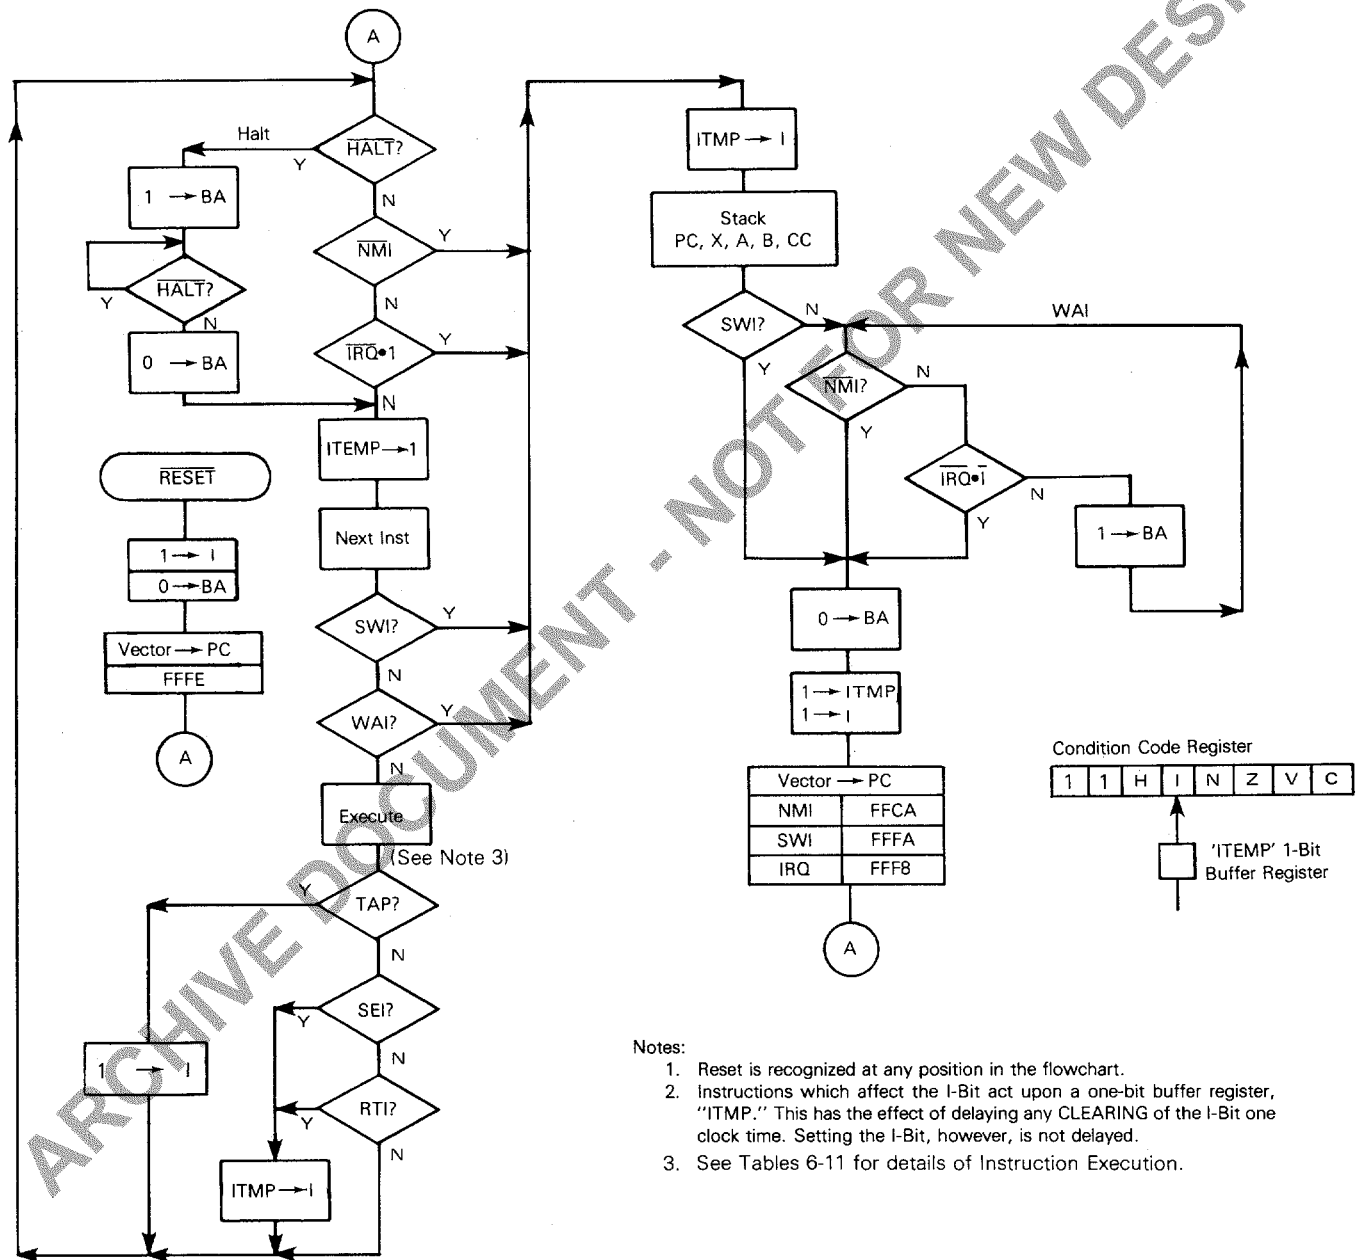 A
Halt
HALT?
Y
N
1 → BA
NMI
Y
N
HALT?
Y
N
IRQ•1
Y
N
0 → BA
ITEMP→1
RESET
Next Inst
1 → I
0→BA
SWI?
Y
N
Vector → PC
FFFE
WAI?
Y
N
A
Execute
(See Note 3)
TAP?
Y
N
SEI?
Y
N
1 → I
RTI?
Y
N
ITMP→I
ITMP → I
Stack
PC, X, A, B, CC
SWI?
N
Y
WAI
NMI?
N
Y
IRQ•I
N
Y
1 → BA
0 → BA
1 → ITMP
1 → I
Vector → PC
NMI FFCA
SWI FFFA
IRQ FFF8
A
Condition Code Register
1 1 H I N Z V C
'ITEMP' 1-Bit
Buffer Register
Notes:
1. Reset is recognized at any position in the flowchart.
2. Instructions which affect the I-Bit act upon a one-bit buffer register,
"ITMP." This has the effect of delaying any CLEARING of the I-Bit one
clock time. Setting the I-Bit, however, is not delayed.
3. See Tables 6-11 for details of Instruction Execution.
ARCHIVE DOCUMENT - NOT FOR NEW DESI